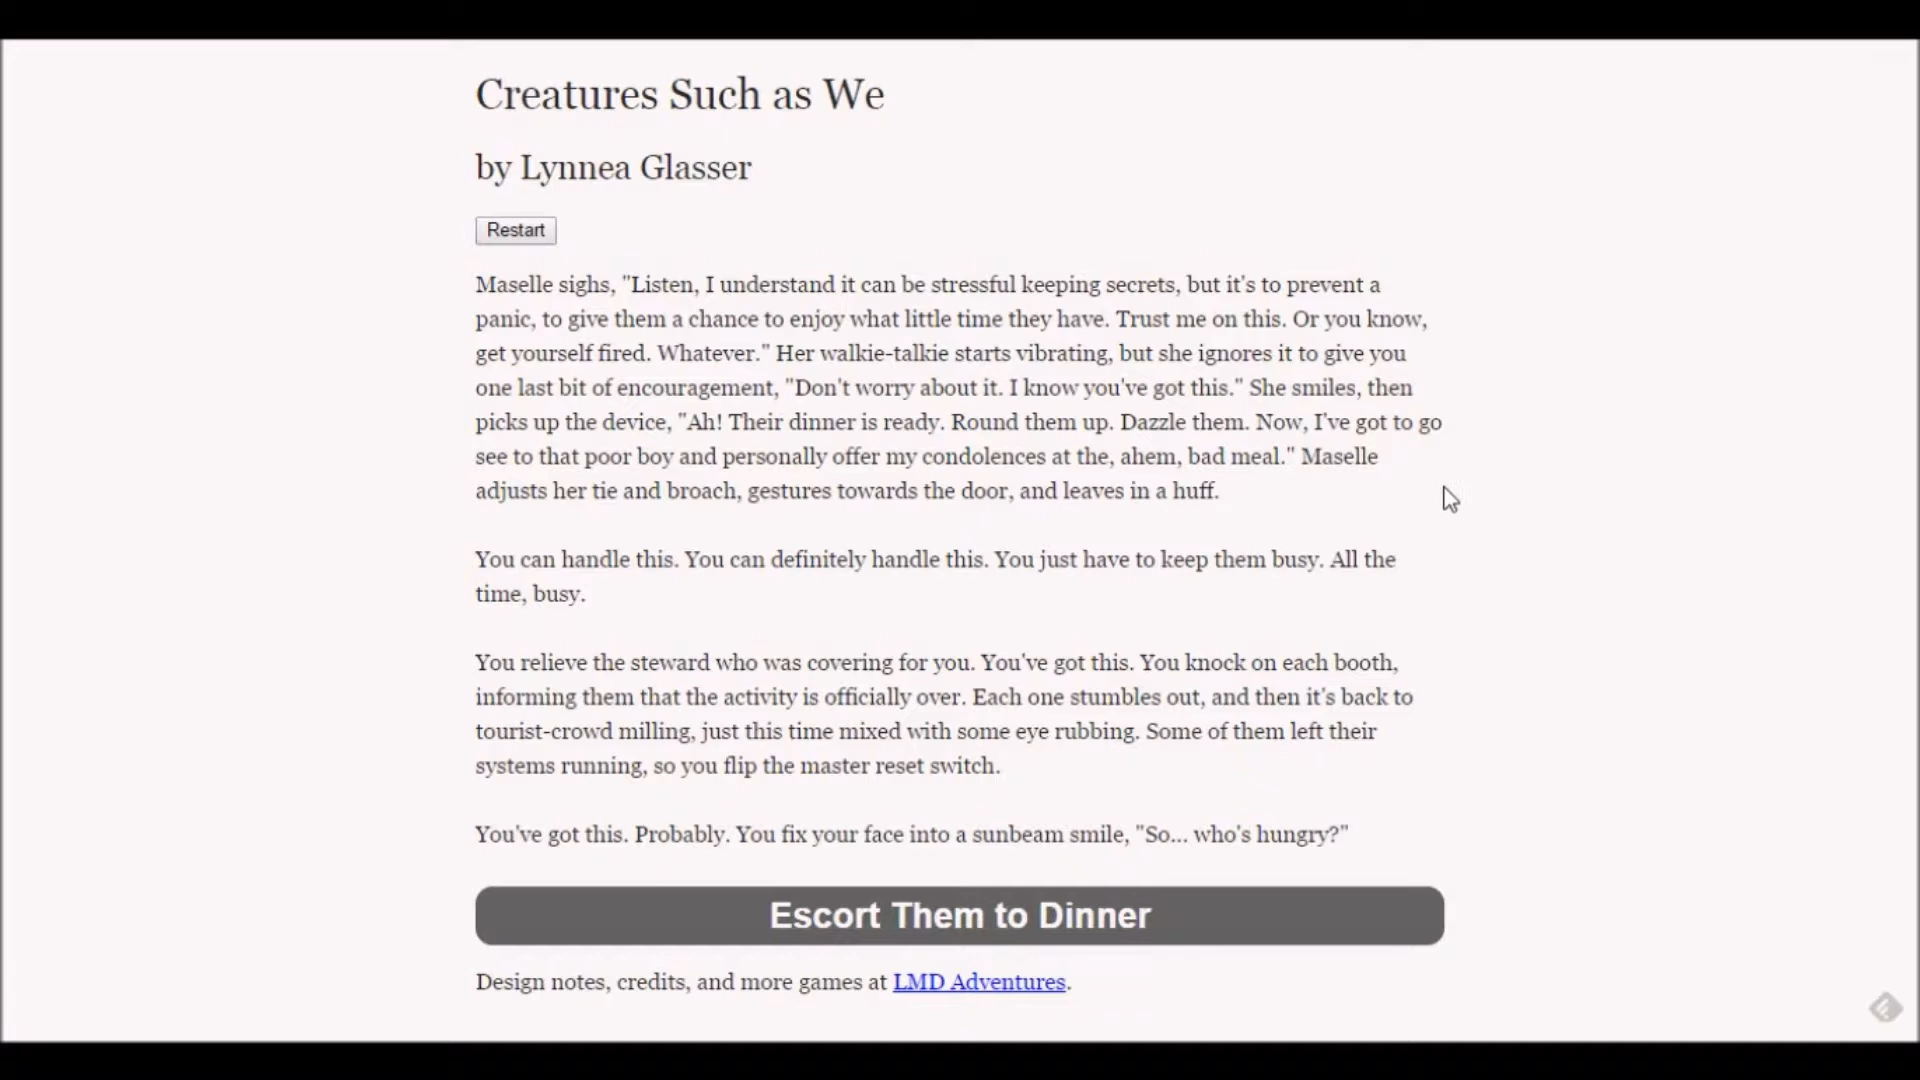 Creatures Such as We
by Lynnea Glasser
Restart
Maselle sighs, "Listen, I understand it can be stressful keeping secrets, but it's to prevent a
panic, to give them a chance to enjoy what little time they have. Trust me on this. Or you know,
get yourself fired. Whatever." Her walkie-talkie starts vibrating, but she ignores it to give you
one last bit of encouragement, "Don't worry about it. I know you've got this." She smiles, then
picks up the device, "Ah! Their dinner is ready. Round them up. Dazzle them. Now, I've got to go
see to that poor boy and personally offer my condolences at the, ahem, bad meal." Maselle
adjusts her tie and broach, gestures towards the door, and leaves in a huff.
You can handle this. You can definitely handle this. You just have to keep them busy. All the
time, busy.
You relieve the steward who was covering for you. You've got this. You knock on each booth,
informing them that the activity is officially over. Each one stumbles out, and then it's back to
tourist-crowd milling, just this time mixed with some eye rubbing. Some of them left their
systems running, so you flip the master reset switch.
You've got this. Probably. You fix your face into a sunbeam smile, "So... who's hungry?"
Escort Them to Dinner
Design notes, credits, and more games at LMD Adventures.